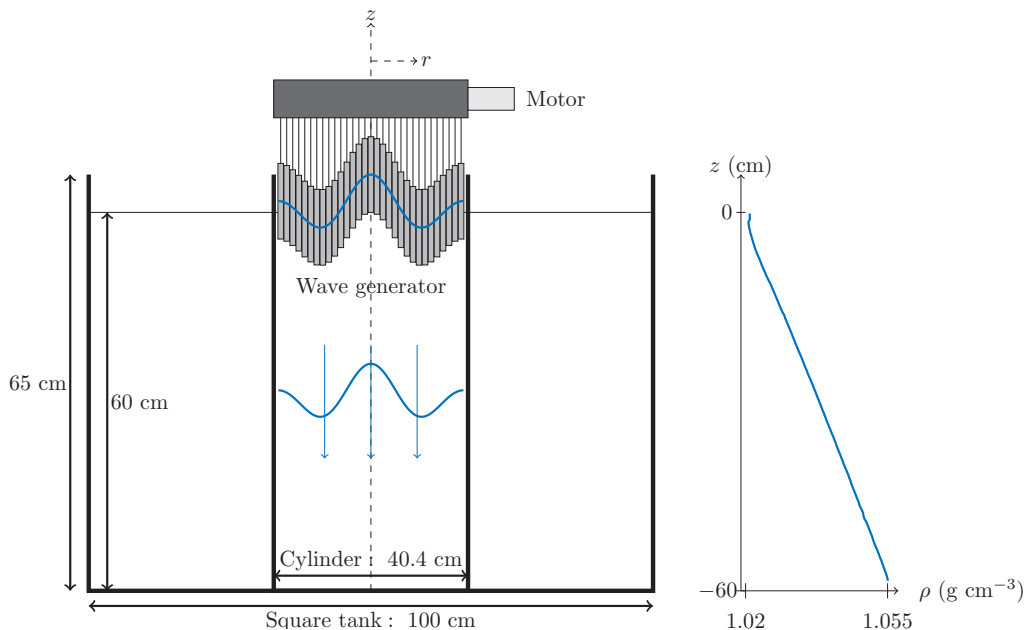 z
r
Motor
z (cm)
0
Wave generator
65 cm
60 cm
Cylinder : 40.4 cm
−60
ρ (g cm⁻³)
1.02
1.055
Square tank : 100 cm